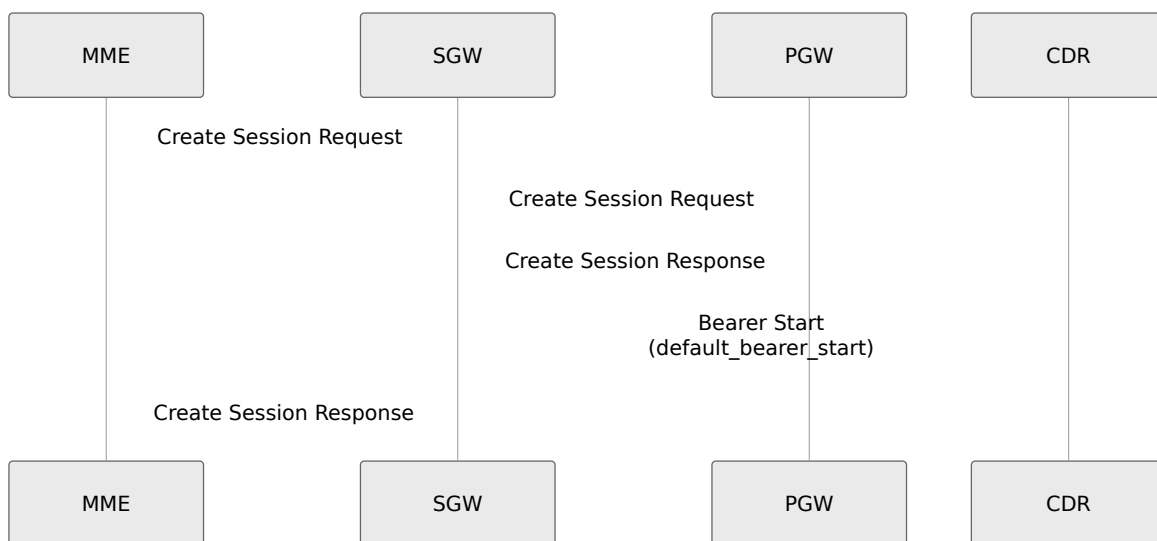 MME
SGW
PGW
CDR
Create Session Request
Create Session Request
Create Session Response
Bearer Start
(default_bearer_start)
Create Session Response
MME
SGW
PGW
CDR